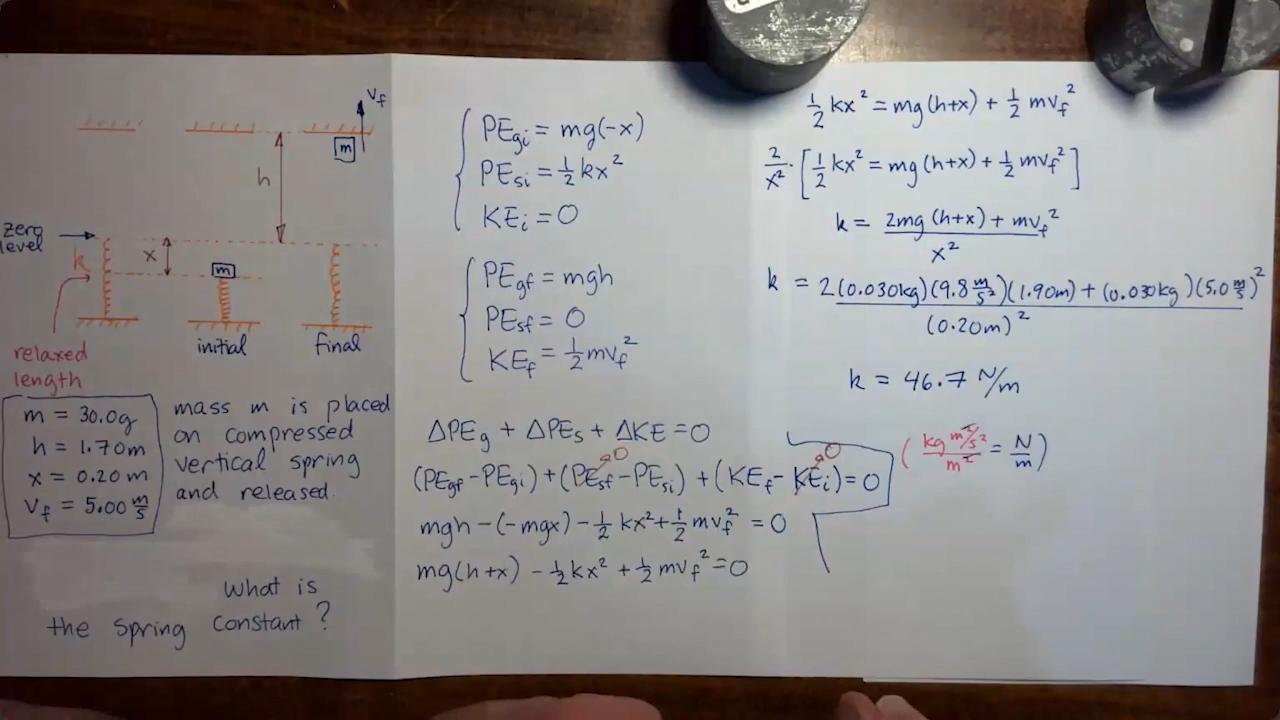 v_f
m
h
zero
level
k
x
m
relaxed
length
initial
final
m = 30.0g
h = 1.70m
x = 0.20m
v_f = 5.00 m/s
mass m is placed
on compressed
vertical spring
and released.
what is
the spring constant?
PE_gi = mg(-x)
PE_si = ½kx²
KE_i = 0
PE_gf = mgh
PE_sf = 0
KE_f = ½mv_f²
ΔPE_g + ΔPE_s + ΔKE = 0
(PE_gf - PE_gi) + (PE_sf - PE_si) + (KE_f - KE_i) = 0
0
0
mgh - (-mgx) - ½kx² + ½mv_f² = 0
mg(h+x) - ½kx² + ½mv_f² = 0
½kx² = mg(h+x) + ½mv_f²
2/x² · [½kx² = mg(h+x) + ½mv_f²]
k = 2mg(h+x) + mv_f² / x²
k = 2(0.030kg)(9.8 m/s²)(1.90m) + (0.030kg)(5.0 m/s)² / (0.20m)²
k = 46.7 N/m
(kg m²/s² / m² = N/m)